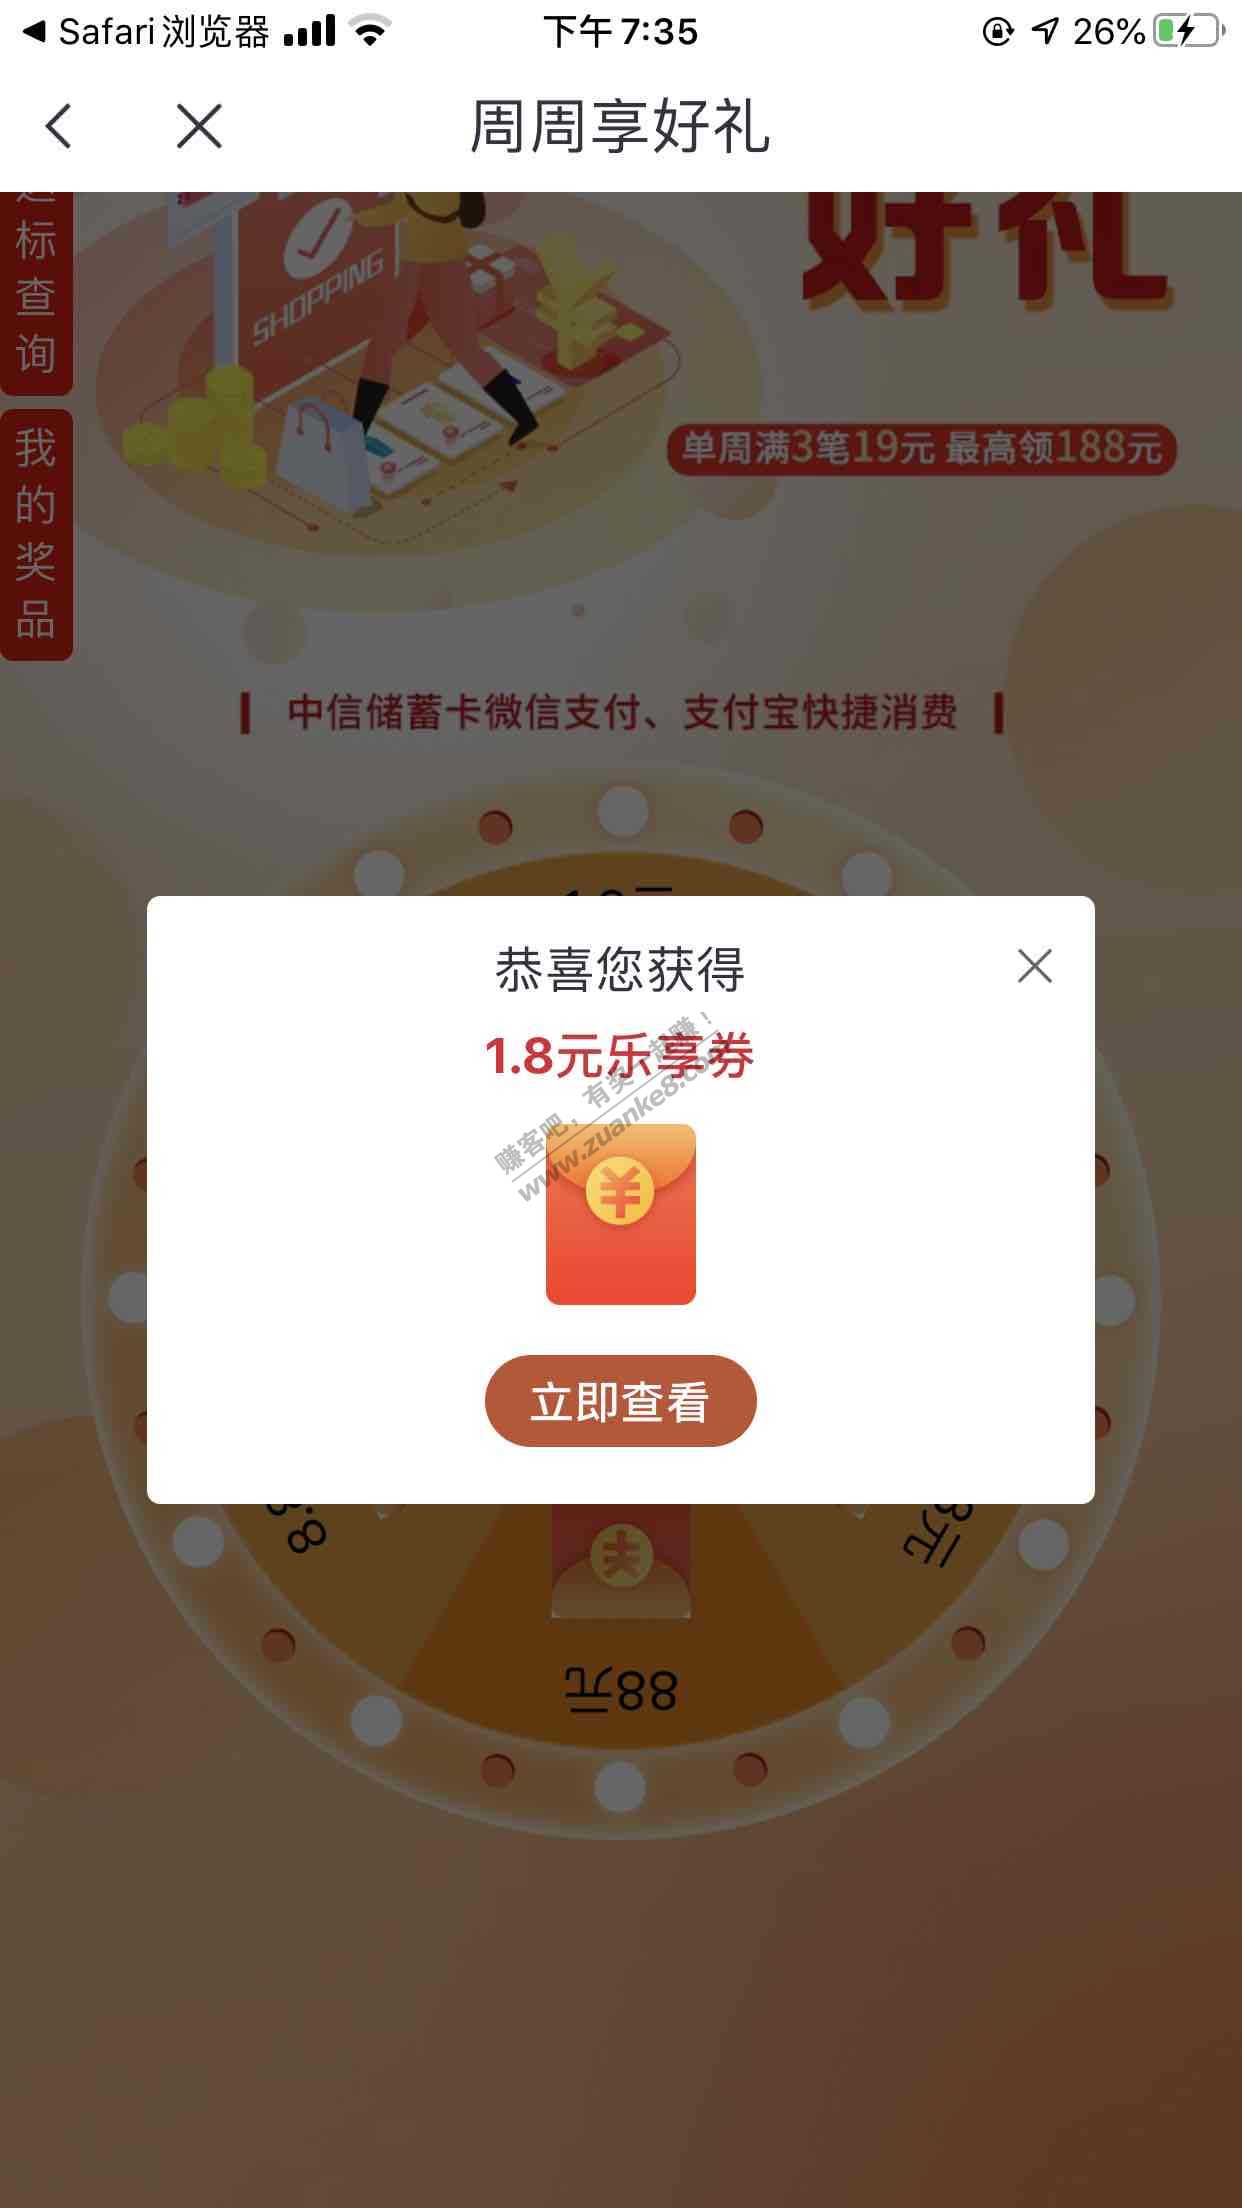 Safari浏览器
下午7:35
26%
周周享好礼
好礼
标查询
SHOPPING
单周满3笔19元 最高领188元
我的奖品
中信储蓄卡微信支付、支付宝快捷消费
恭喜您获得
1.8元乐享券
赚客吧，有奖一起赚！
www.zuanke8.com
立即查看
8.8
8元
88元